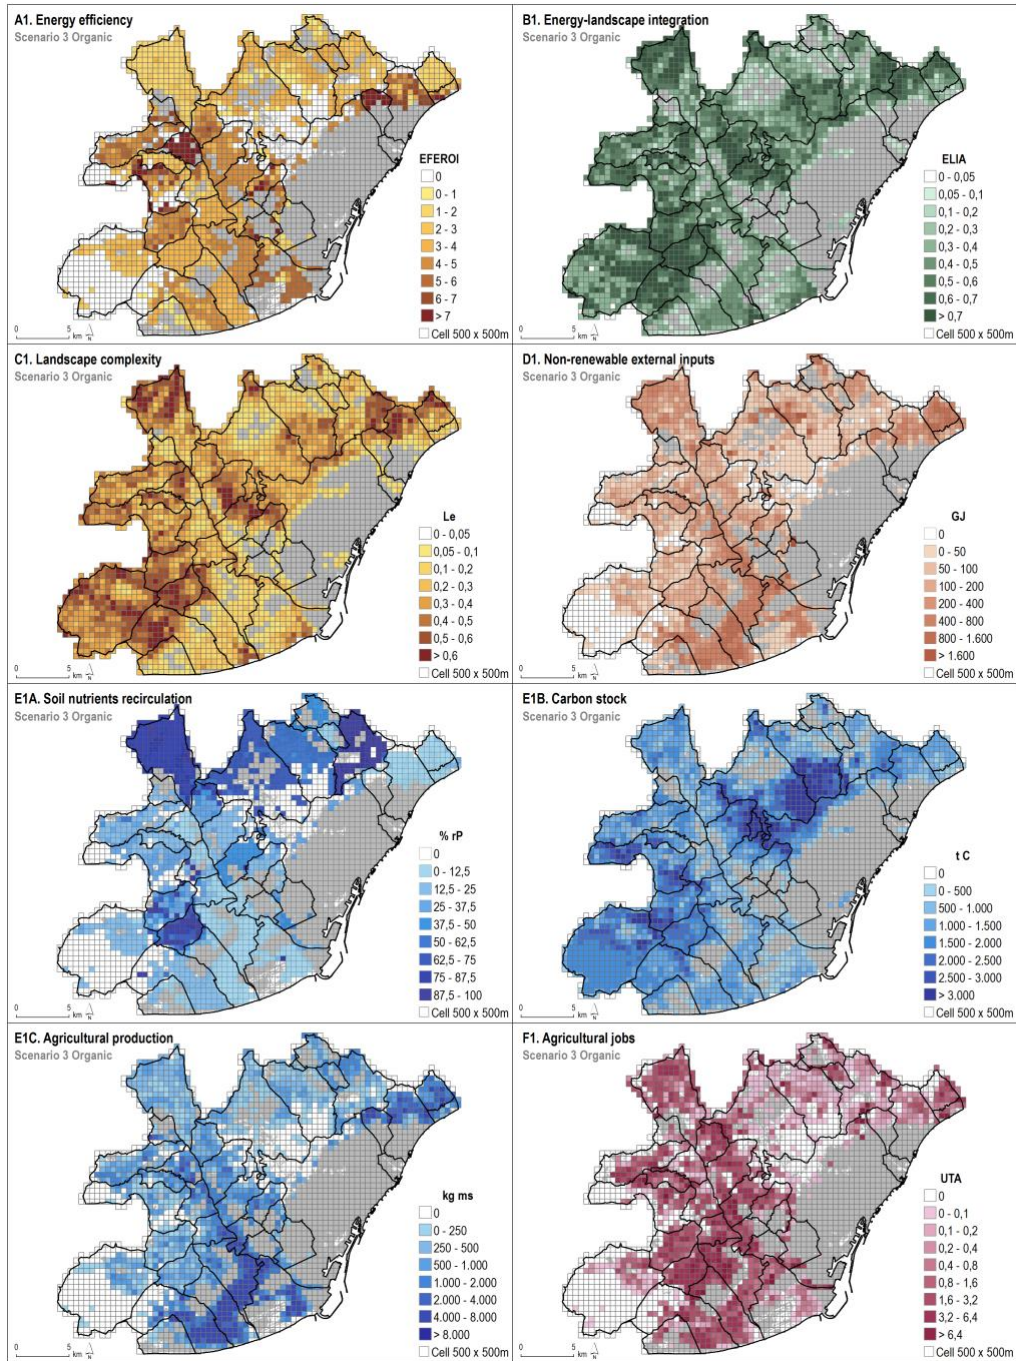 A1. Energy efficiency
Scenario 3 Organic
EFEROI
0
0 - 1
1 - 2
2 - 3
3 - 4
4 - 5
5 - 6
6 - 7
> 7
Cell 500 x 500m
0 5
km N
B1. Energy-landscape integration
Scenario 3 Organic
ELIA
0 - 0,05
0,05 - 0,1
0,1 - 0,2
0,2 - 0,3
0,3 - 0,4
0,4 - 0,5
0,5 - 0,6
0,6 - 0,7
> 0,7
Cell 500 x 500m
0 5
km N
C1. Landscape complexity
Scenario 3 Organic
Le
0 - 0,05
0,05 - 0,1
0,1 - 0,2
0,2 - 0,3
0,3 - 0,4
0,4 - 0,5
0,5 - 0,6
> 0,6
Cell 500 x 500m
0 5
km N
D1. Non-renewable external inputs
Scenario 3 Organic
GJ
0
0 - 50
50 - 100
100 - 200
200 - 400
400 - 800
800 - 1.600
> 1.600
Cell 500 x 500m
0 5
km N
E1A. Soil nutrients recirculation
Scenario 3 Organic
% rP
0
0 - 12,5
12,5 - 25
25 - 37,5
37,5 - 50
50 - 62,5
62,5 - 75
75 - 87,5
87,5 - 100
Cell 500 x 500m
0 5
km N
E1B. Carbon stock
Scenario 3 Organic
t C
0
0 - 500
500 - 1.000
1.000 - 1.500
1.500 - 2.000
2.000 - 2.500
2.500 - 3.000
> 3.000
Cell 500 x 500m
0 5
km N
E1C. Agricultural production
Scenario 3 Organic
kg ms
0
0 - 250
250 - 500
500 - 1.000
1.000 - 2.000
2.000 - 4.000
4.000 - 8.000
> 8.000
Cell 500 x 500m
0 5
km N
F1. Agricultural jobs
Scenario 3 Organic
UTA
0
0 - 0,1
0,1 - 0,2
0,2 - 0,4
0,4 - 0,8
0,8 - 1,6
1,6 - 3,2
3,2 - 6,4
> 6,4
Cell 500 x 500m
0 5
km N